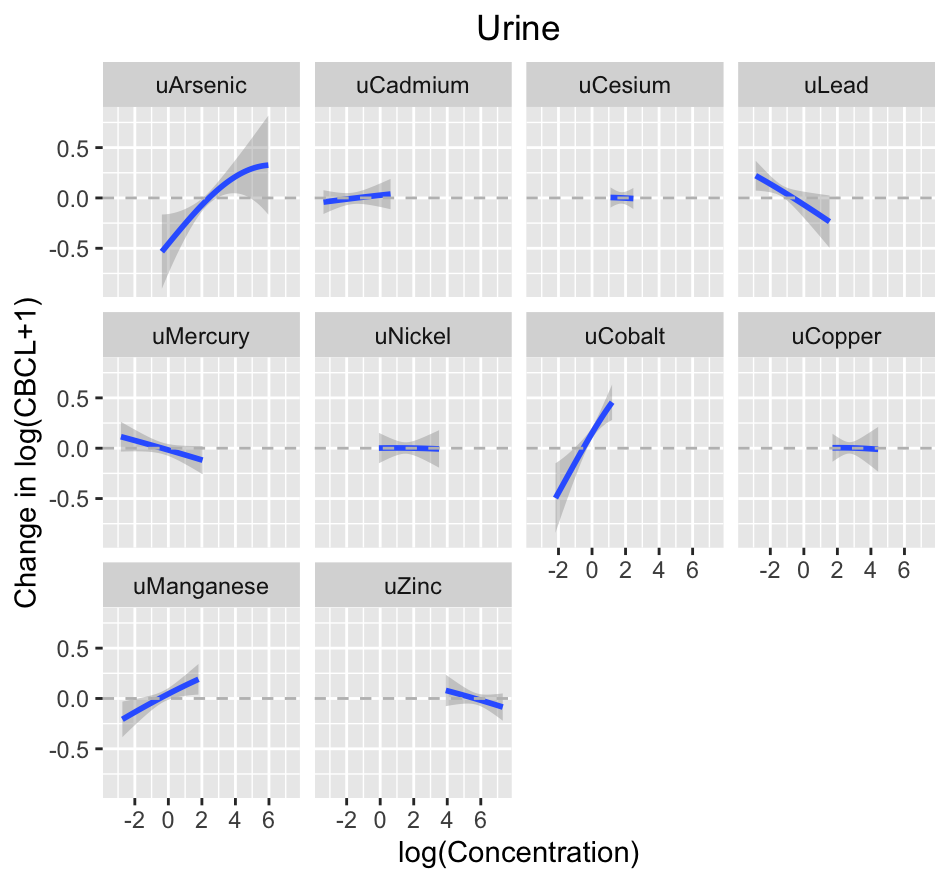 Urine
uArsenic uCadmium uCesium uLead
0.5
0.0
-0.5
uMercury uNickel uCobalt uCopper
0.5
0.0
-0.5
-2 0 2 4 6 -2 0 2 4 6
uManganese uZinc
0.5
0.0
-0.5
-2 0 2 4 6 -2 0 2 4 6
log(Concentration)
Change in log(CBCL+1)